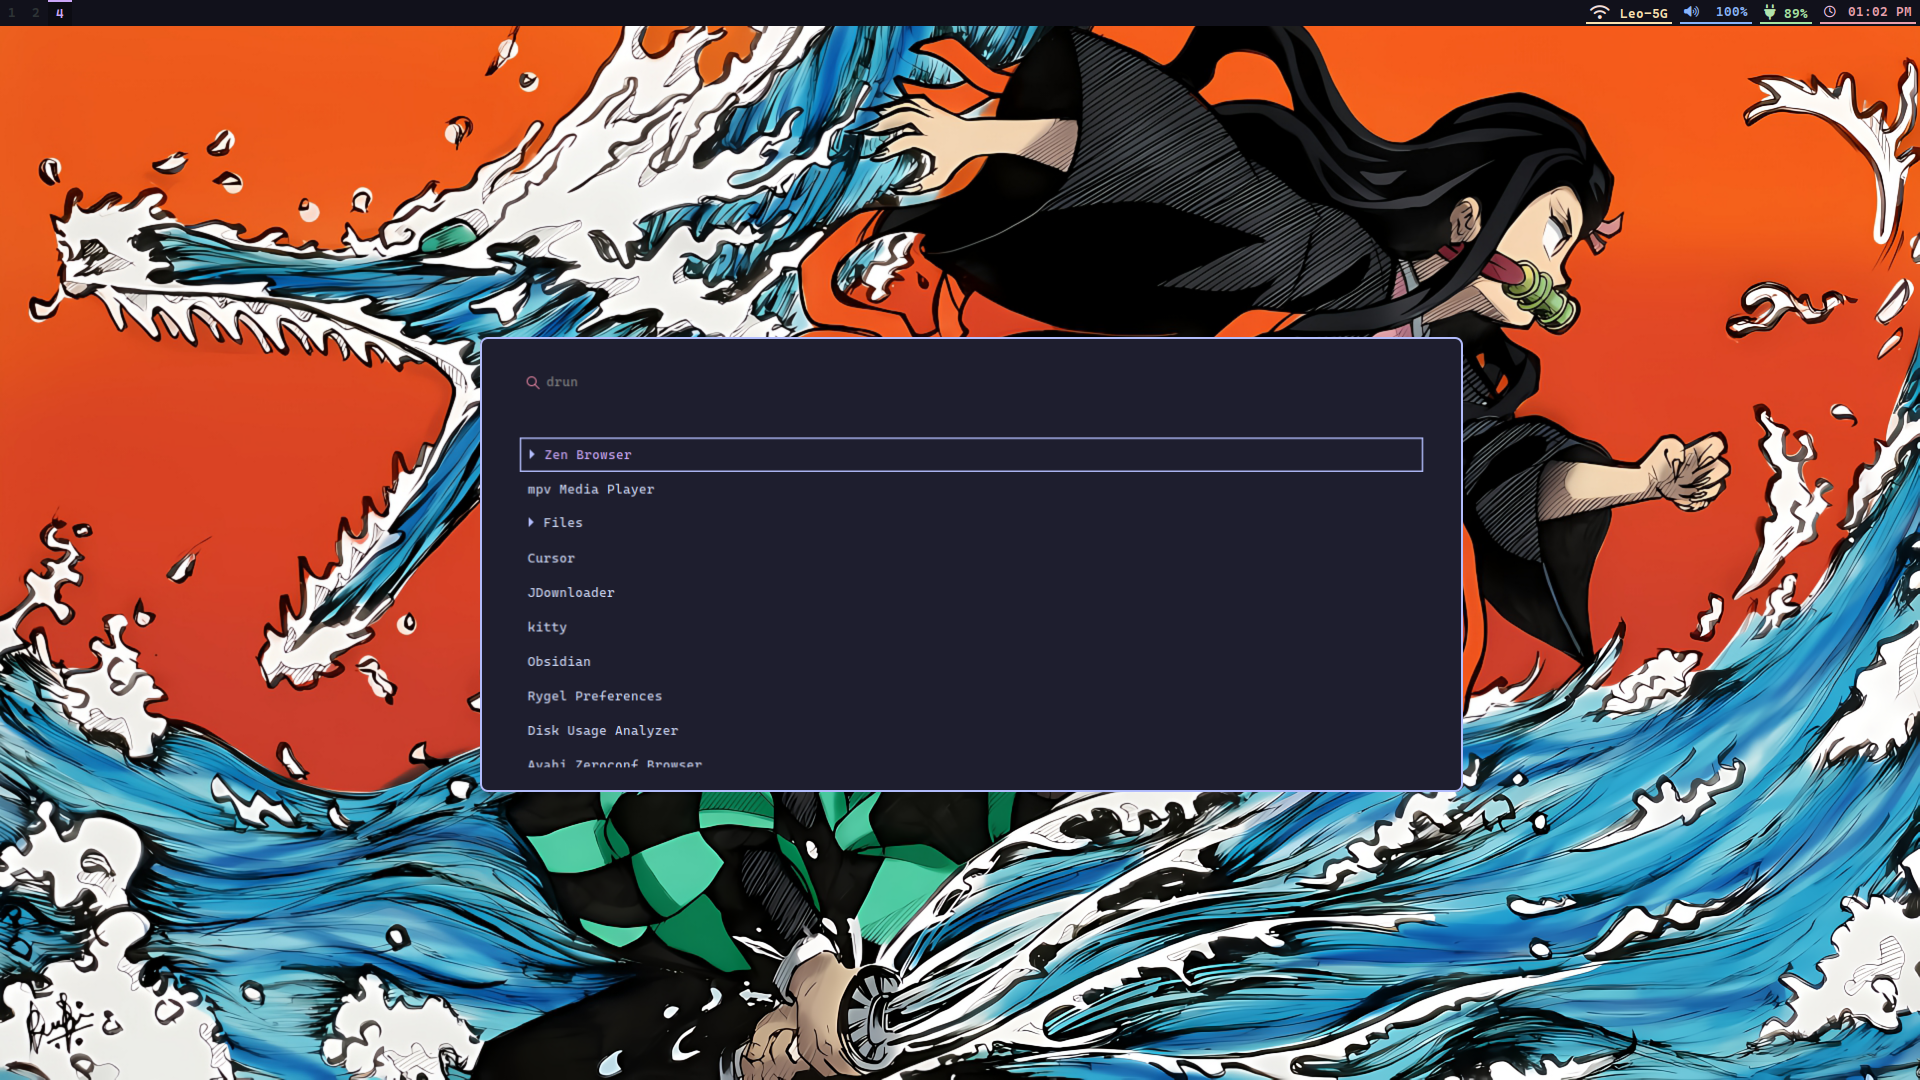 1 2 4
Leo-5G 100% 89% 01:02 PM
drun
Zen Browser
mpv Media Player
Files
Cursor
JDownloader
kitty
Obsidian
Rygel Preferences
Disk Usage Analyzer
Avahi Zeroconf Browser